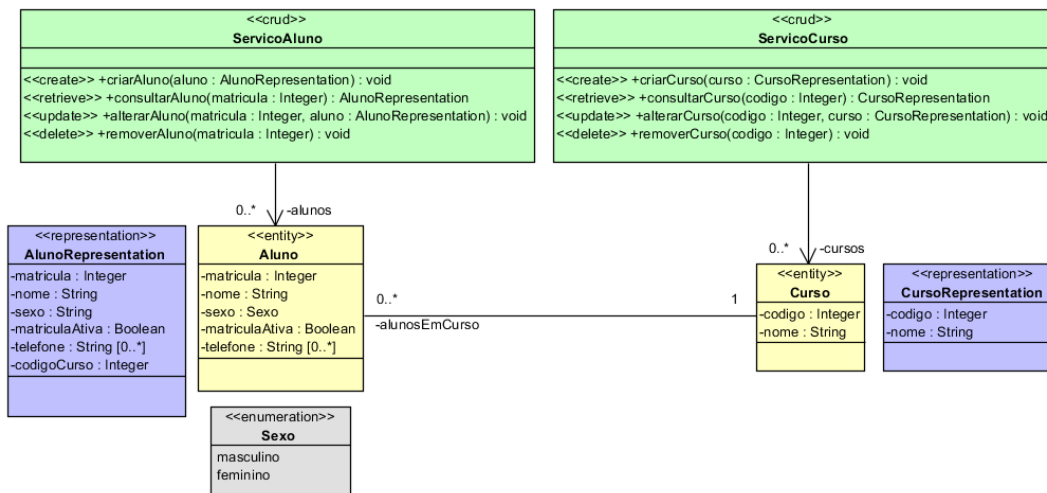 <<crud>>
ServicoAluno
<<create>> +criarAluno(aluno : AlunoRepresentation) : void
<<retrieve>> +consultarAluno(matricula : Integer) : AlunoRepresentation
<<update>> +alterarAluno(matricula : Integer, aluno : AlunoRepresentation) : void
<<delete>> +removerAluno(matricula : Integer) : void
<<crud>>
ServicoCurso
<<create>> +criarCurso(curso : CursoRepresentation) : void
<<retrieve>> +consultarCurso(codigo : Integer) : CursoRepresentation
<<update>> +alterarCurso(codigo : Integer, curso : CursoRepresentation) : void
<<delete>> +removerCurso(codigo : Integer) : void
0..*
-alunos
0..*
-cursos
<<representation>>
AlunoRepresentation
-matricula : Integer
-nome : String
-sexo : String
-matriculaAtiva : Boolean
-telefone : String [0..*]
-codigoCurso : Integer
<<entity>>
Aluno
-matricula : Integer
-nome : String
-sexo : Sexo
-matriculaAtiva : Boolean
-telefone : String [0..*]
0..*
-alunosEmCurso
1
<<entity>>
Curso
-codigo : Integer
-nome : String
<<representation>>
CursoRepresentation
-codigo : Integer
-nome : String
<<enumeration>>
Sexo
masculino
feminino